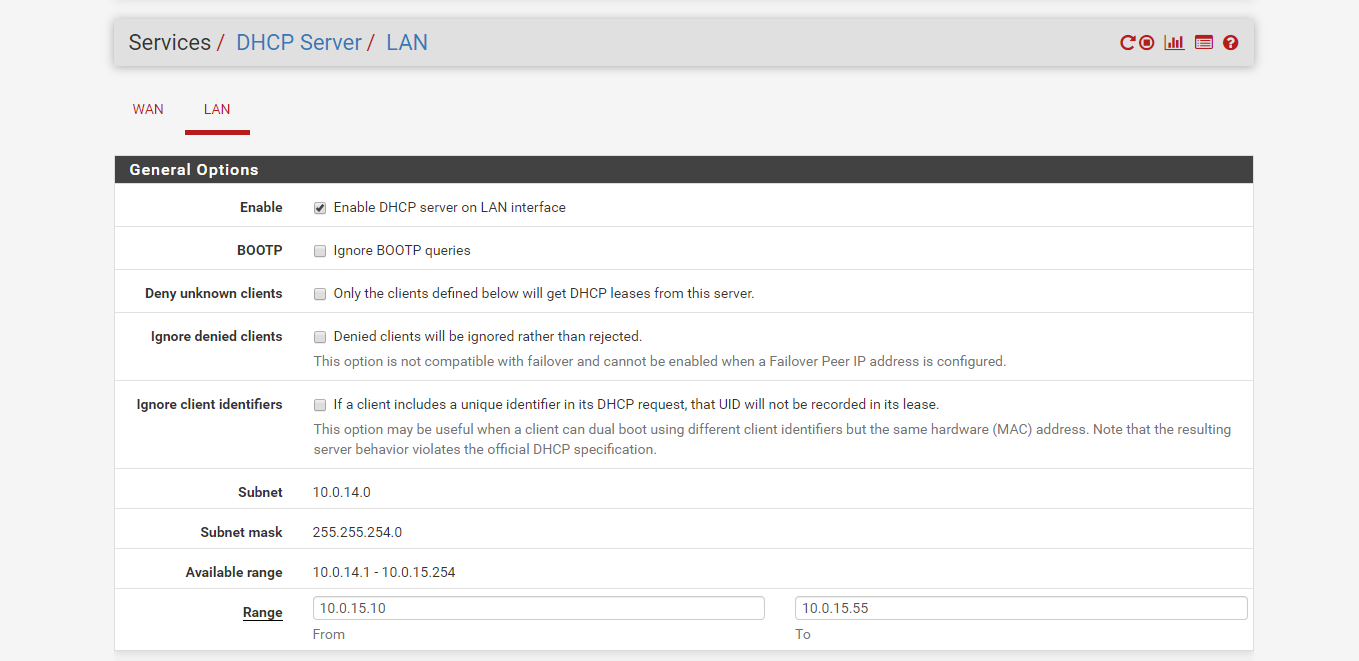 Services / DHCP Server / LAN
WAN LAN
General Options
Enable Enable DHCP server on LAN interface
BOOTP Ignore BOOTP queries
Deny unknown clients Only the clients defined below will get DHCP leases from this server.
Ignore denied clients Denied clients will be ignored rather than rejected.
This option is not compatible with failover and cannot be enabled when a Failover Peer IP address is configured.
Ignore client identifiers If a client includes a unique identifier in its DHCP request, that UID will not be recorded in its lease.
This option may be useful when a client can dual boot using different client identifiers but the same hardware (MAC) address. Note that the resulting
server behavior violates the official DHCP specification.
Subnet 10.0.14.0
Subnet mask 255.255.254.0
Available range 10.0.14.1 - 10.0.15.254
Range 10.0.15.10 10.0.15.55
From To